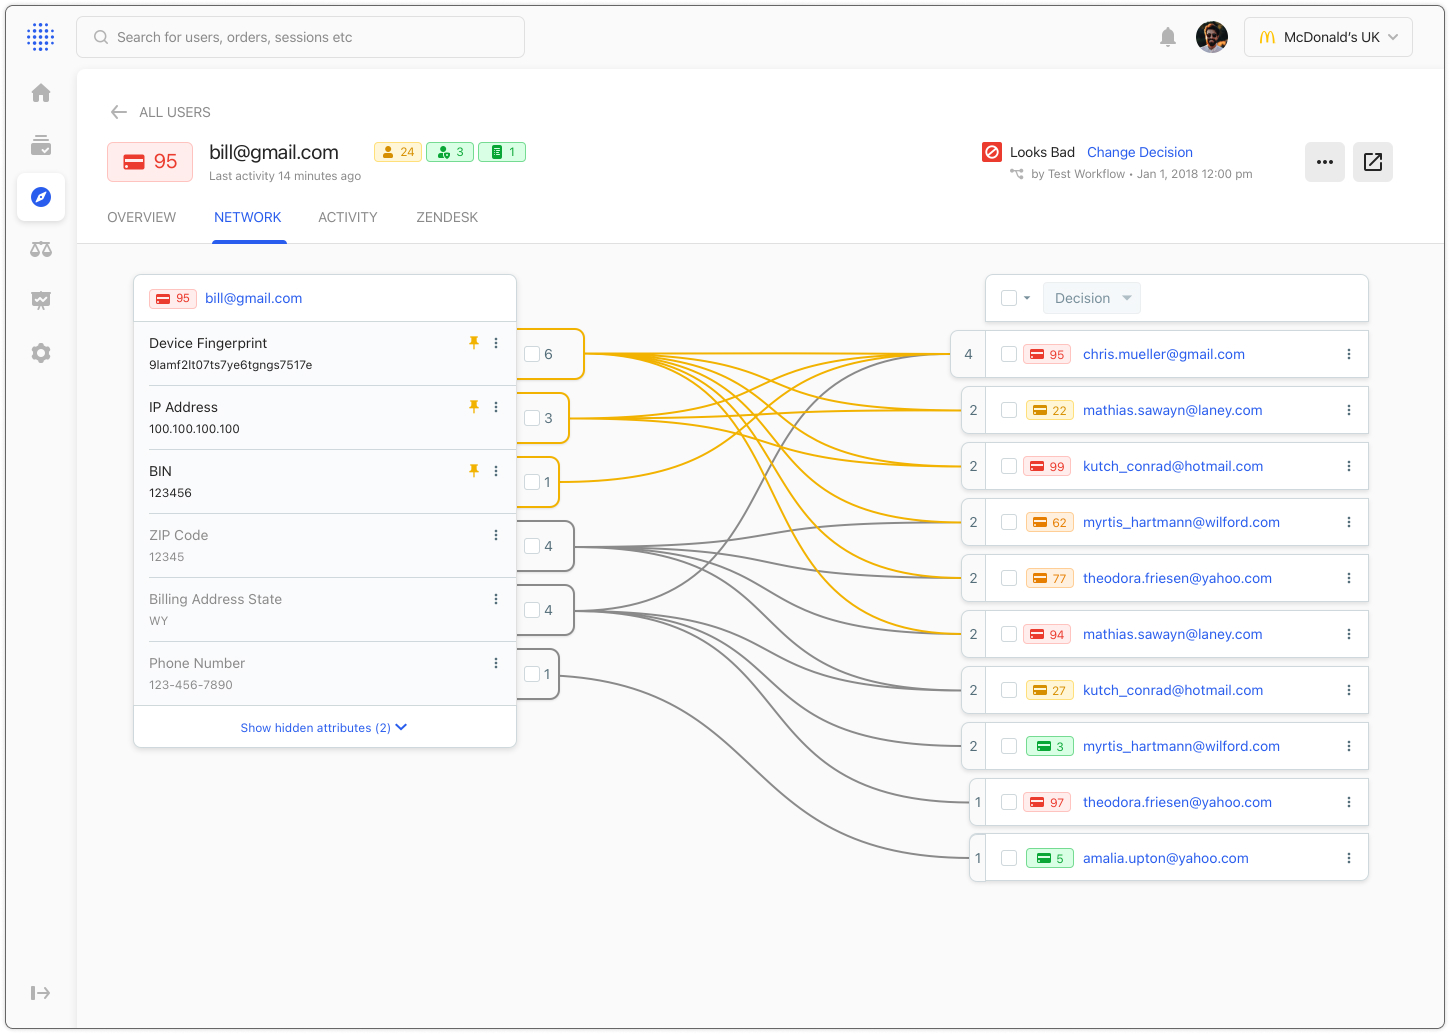 Search for users, orders, sessions etc
McDonald's UK
ALL USERS
95
bill@gmail.com
24
3
1
Last activity 14 minutes ago
Looks Bad
Change Decision
by Test Workflow • Jan 1, 2018 12:00 pm
OVERVIEW
NETWORK
ACTIVITY
ZENDESK
95 bill@gmail.com
Device Fingerprint
9lamf2lt07ts7ye6tgngs7517e
6
IP Address
100.100.100.100
3
BIN
123456
1
ZIP Code
12345
4
Billing Address State
WY
4
Phone Number
123-456-7890
1
Show hidden attributes (2)
Decision
4 95 chris.mueller@gmail.com
2 22 mathias.sawayn@laney.com
2 99 kutch_conrad@hotmail.com
2 62 myrtis_hartmann@wilford.com
2 77 theodora.friesen@yahoo.com
2 94 mathias.sawayn@laney.com
2 27 kutch_conrad@hotmail.com
2 3 myrtis_hartmann@wilford.com
1 97 theodora.friesen@yahoo.com
1 5 amalia.upton@yahoo.com